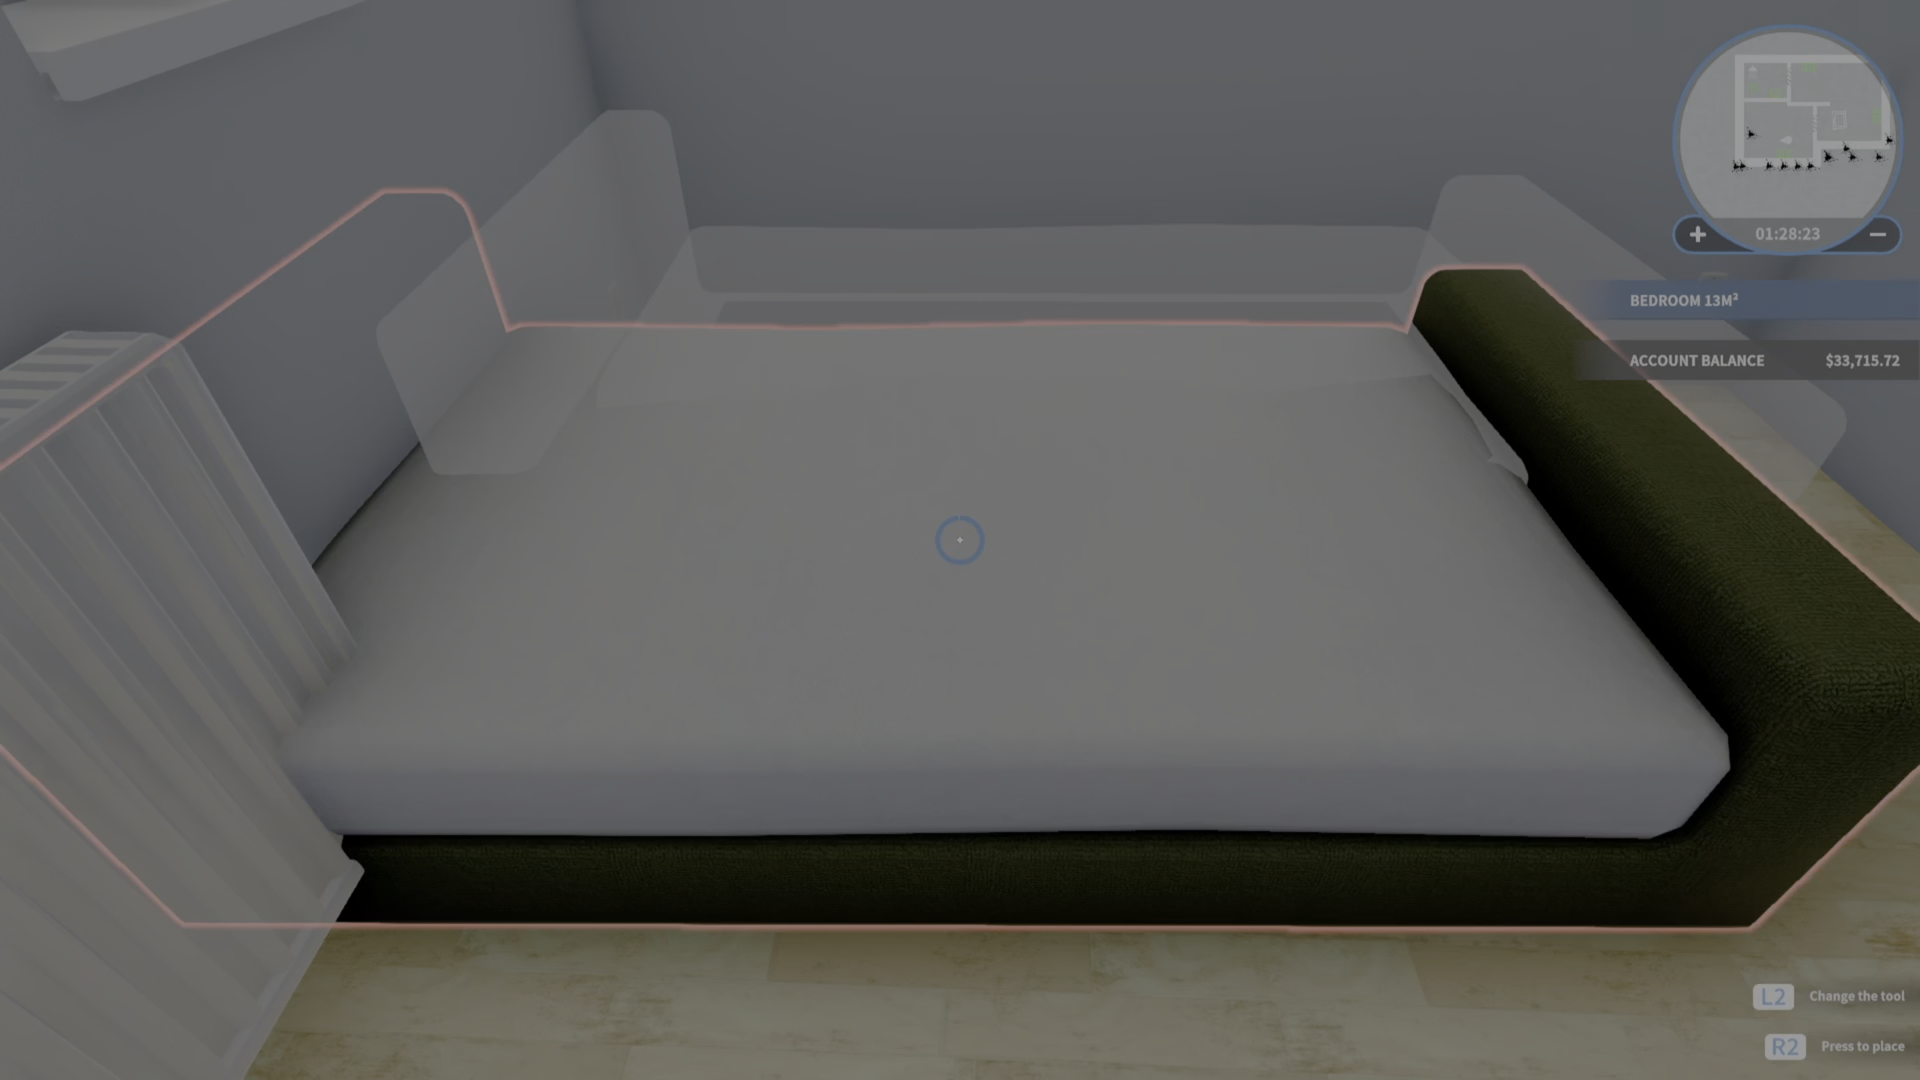 01:28:23
BEDROOM 13M²
ACCOUNT BALANCE $33,715.72
L2 Change the tool
R2 Press to place